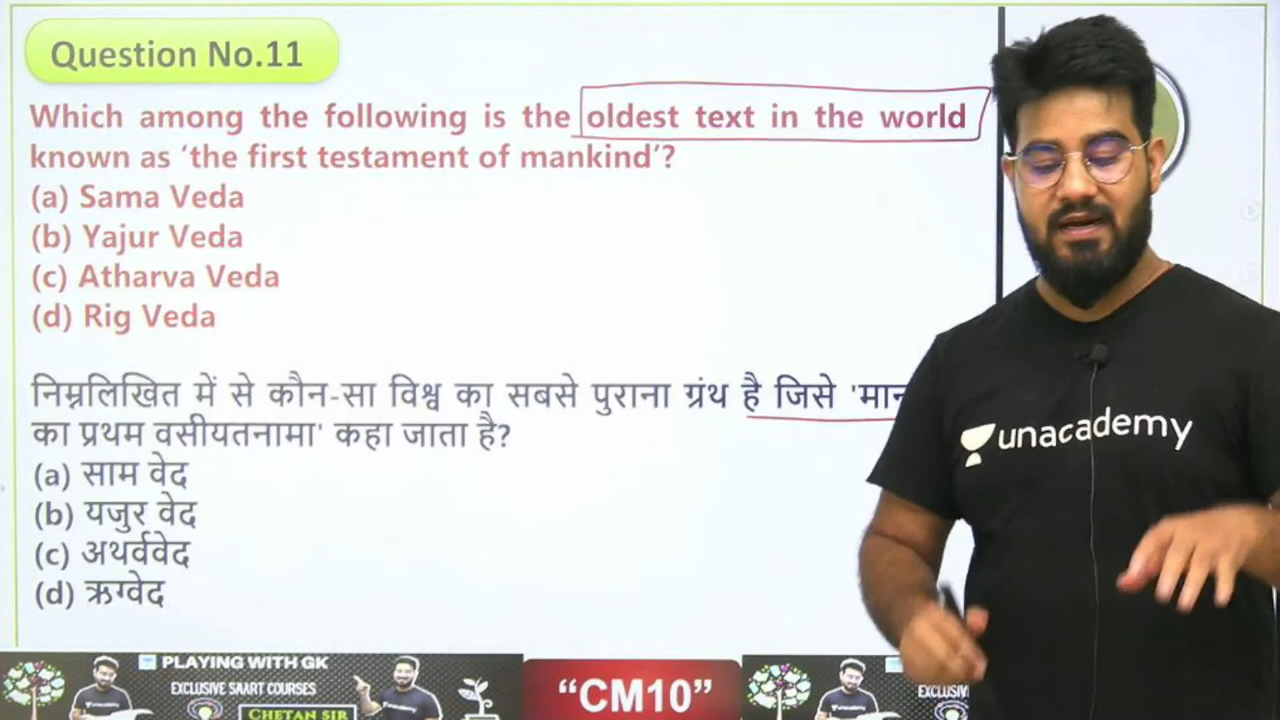 Question No.11
Which among the following is the oldest text in the world
known as ‘the first testament of mankind’?
(a) Sama Veda
(b) Yajur Veda
(c) Atharva Veda
(d) Rig Veda
निम्नलिखित में से कौन-सा विश्व का सबसे पुराना ग्रंथ है जिसे 'मान
का प्रथम वसीयतनामा' कहा जाता है?
(a) साम वेद
(b) यजुर वेद
(c) अथर्ववेद
(d) ऋग्वेद
unacademy
PLAYING WITH GK
EXCLUSIVE SAART COURSES
CHETAN SIR
“CM10”
EXCLUSIV